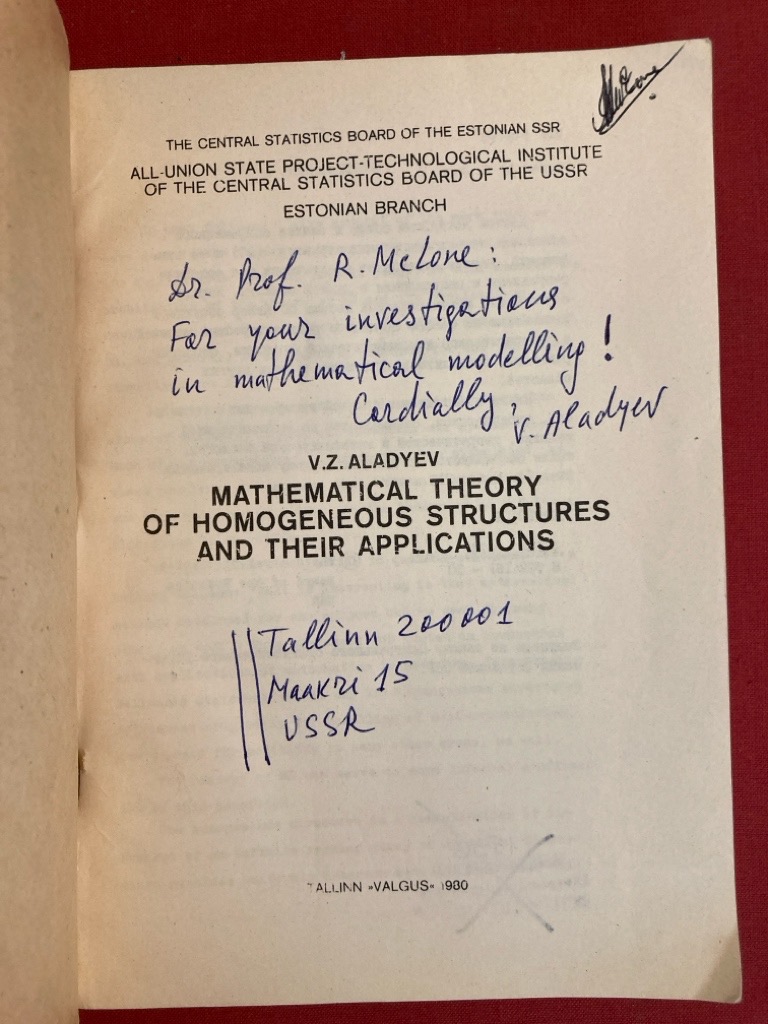 THE CENTRAL STATISTICS BOARD OF THE ESTONIAN SSR
ALL-UNION STATE PROJECT-TECHNOLOGICAL INSTITUTE
OF THE CENTRAL STATISTICS BOARD OF THE USSR
ESTONIAN BRANCH
Dr. Prof. R. McLone:
For your investigations
in mathematical modelling!
Cordially,
V. Aladyev
V.Z. ALADYEV
MATHEMATICAL THEORY
OF HOMOGENEOUS STRUCTURES
AND THEIR APPLICATIONS
Tallinn 200001
Maakri 15
USSR
TALLINN »VALGUS« 1980